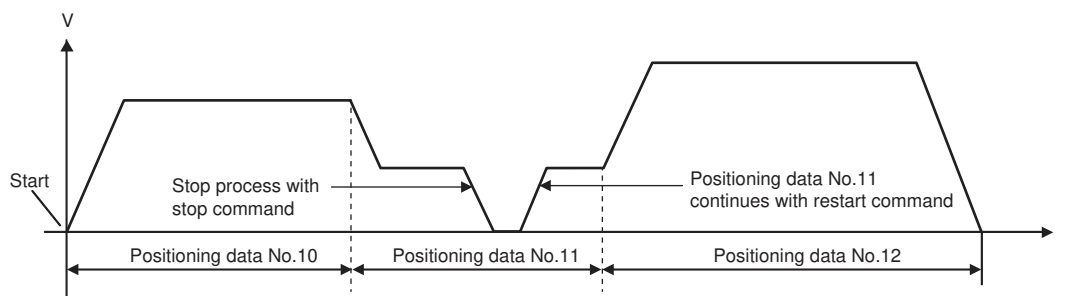 V
Start
Stop process with
stop command
Positioning data No.11
continues with restart command
Positioning data No.10
Positioning data No.11
Positioning data No.12